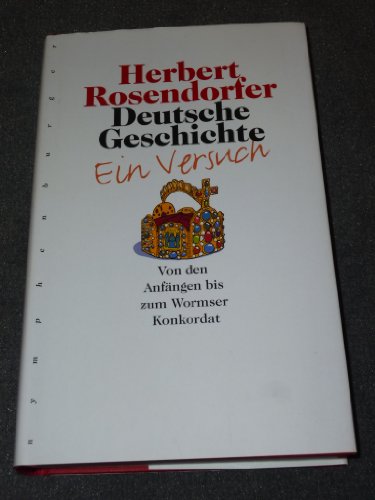 Herbert
Rosendorfer
Deutsche
Geschichte
Ein Versuch
Von den
Anfängen bis
zum Wormser
Konkordat
nymphenburger